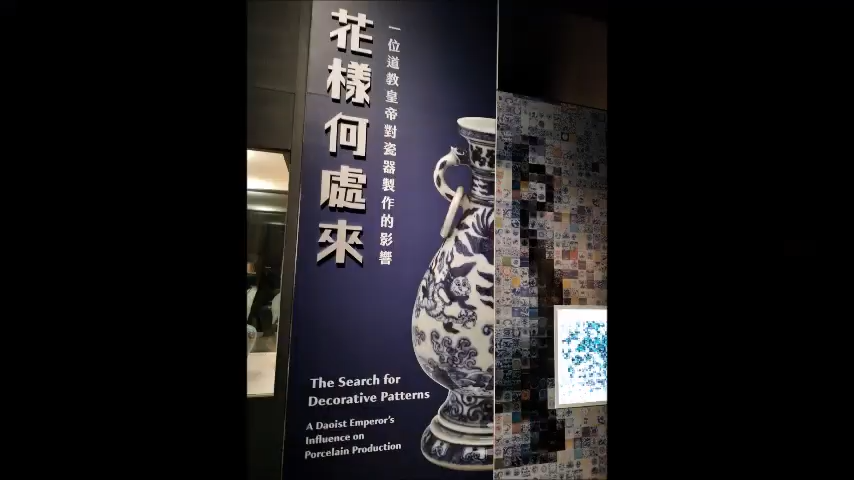 花樣何處來
一位道教皇帝對瓷器製作的影響
The Search for
Decorative Patterns
A Daoist Emperor's
Influence on
Porcelain Production